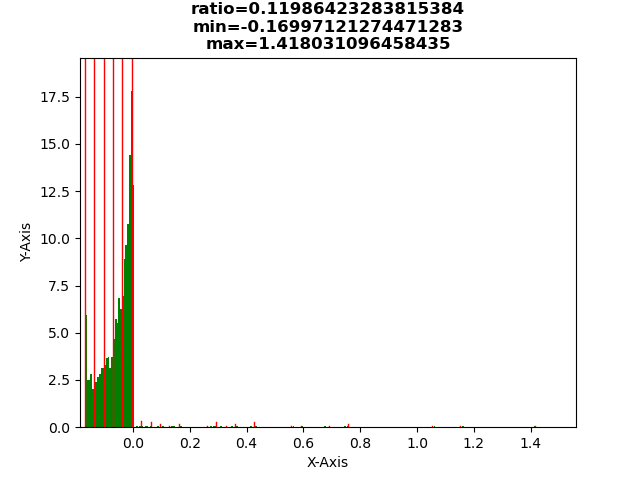 ratio=0.11986423283815384
min=-0.16997121274471283
max=1.418031096458435
17.5
15.0
12.5
10.0
7.5
5.0
2.5
0.0
Y-Axis
0.0 0.2 0.4 0.6 0.8 1.0 1.2 1.4
X-Axis